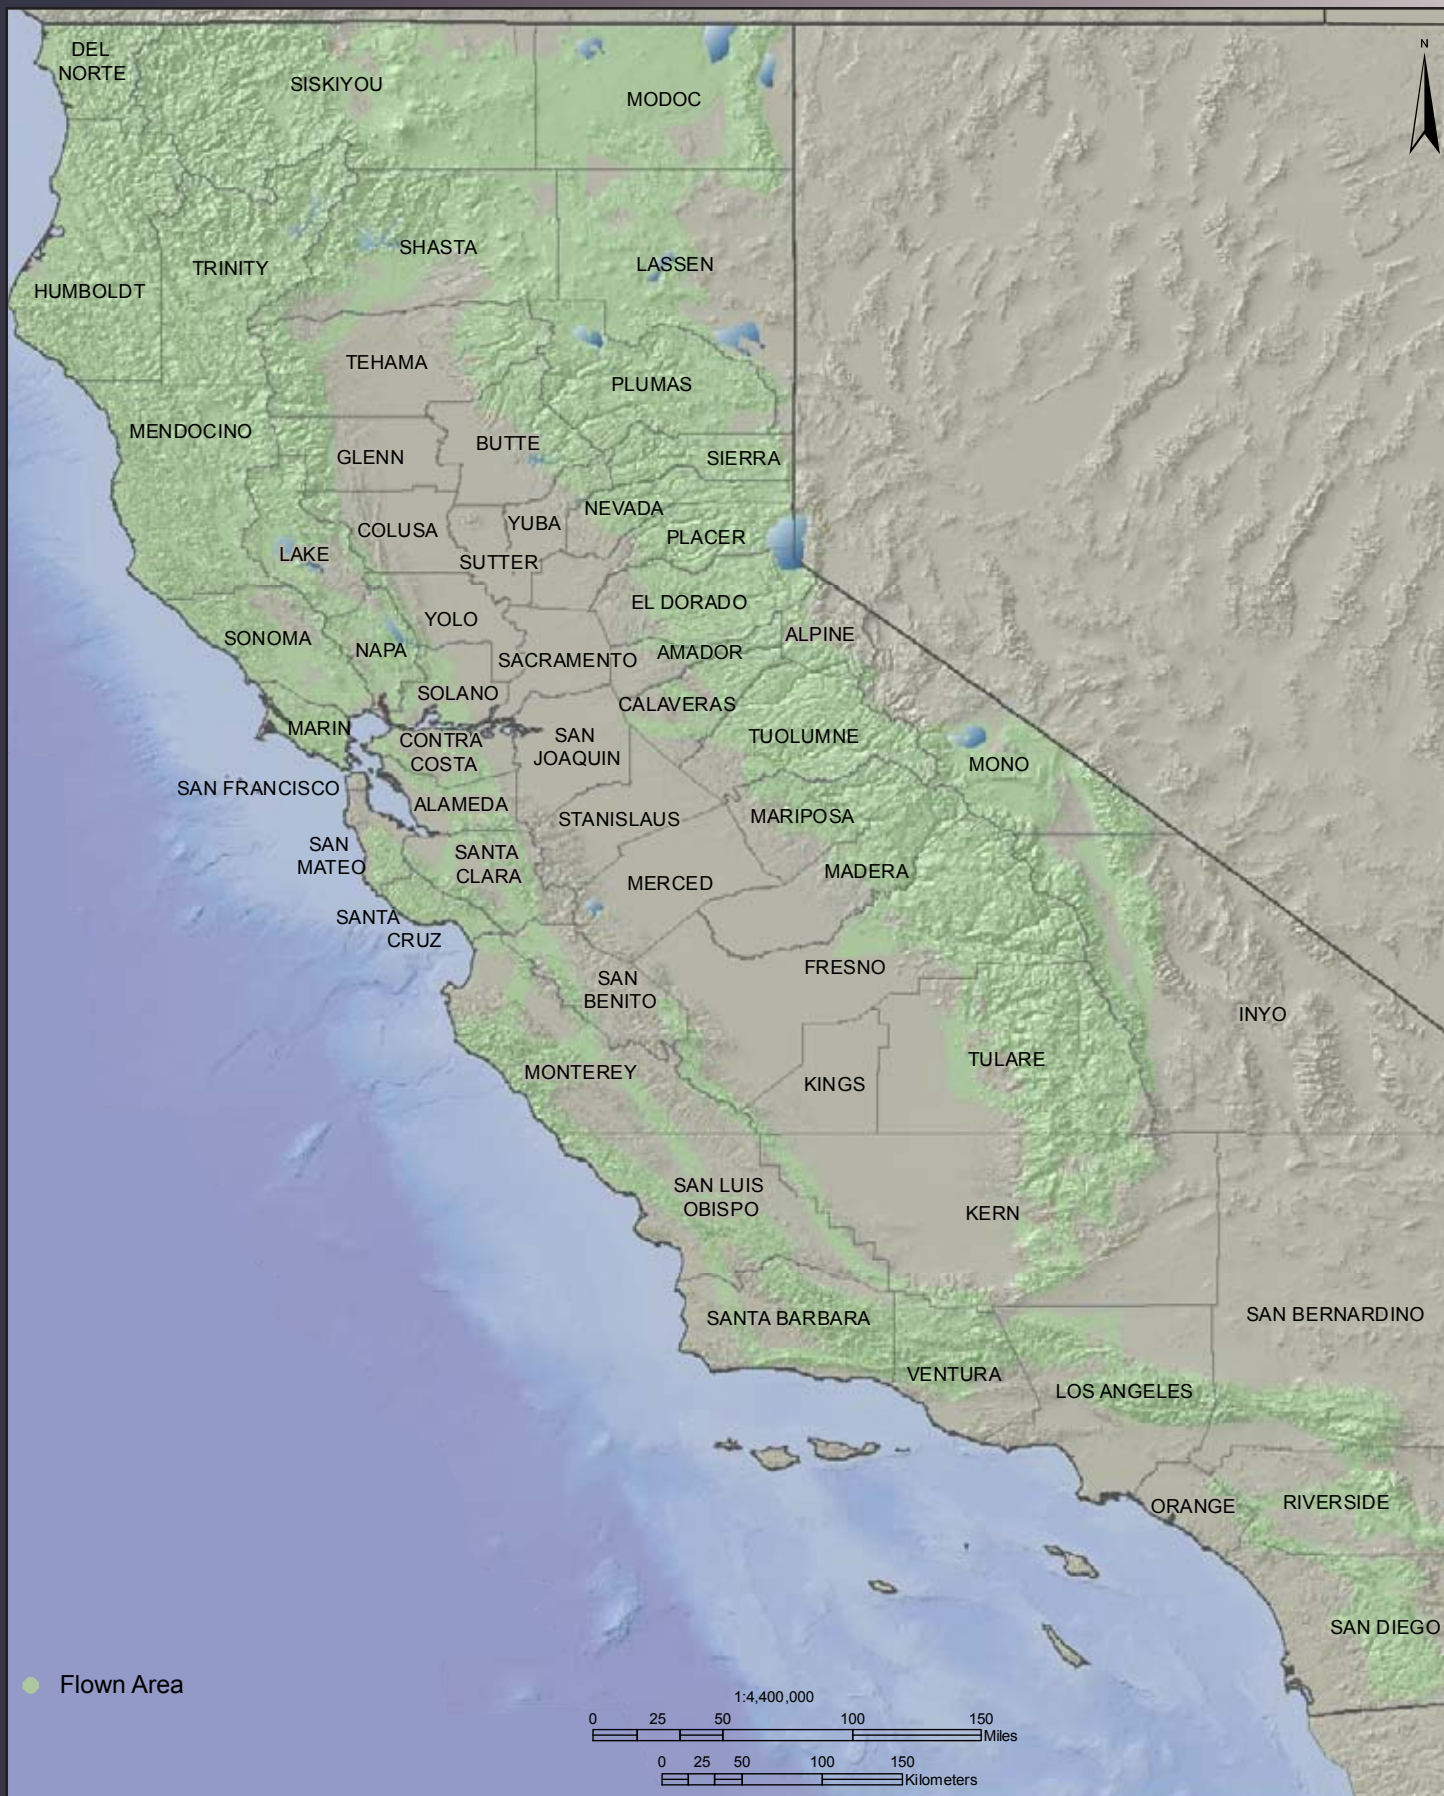 N
DEL
NORTE
SISKIYOU
MODOC
SHASTA
LASSEN
TRINITY
HUMBOLDT
TEHAMA
PLUMAS
MENDOCINO
BUTTE
GLENN
SIERRA
NEVADA
COLUSA
YUBA
PLACER
LAKE
SUTTER
EL DORADO
YOLO
SONOMA
ALPINE
NAPA
AMADOR
SACRAMENTO
SOLANO
CALAVERAS
MARIN
CONTRA
COSTA
SAN
JOAQUIN
TUOLUMNE
MONO
SAN FRANCISCO
ALAMEDA
STANISLAUS
MARIPOSA
SAN
MATEO
SANTA
CLARA
MADERA
MERCED
SANTA
CRUZ
FRESNO
SAN
BENITO
INYO
TULARE
MONTEREY
KINGS
SAN LUIS
OBISPO
KERN
SANTA BARBARA
SAN BERNARDINO
VENTURA
LOS ANGELES
ORANGE
RIVERSIDE
SAN DIEGO
Flown Area
1:4,400,000
0 25 50 100 150
Miles
0 25 50 100 150
Kilometers